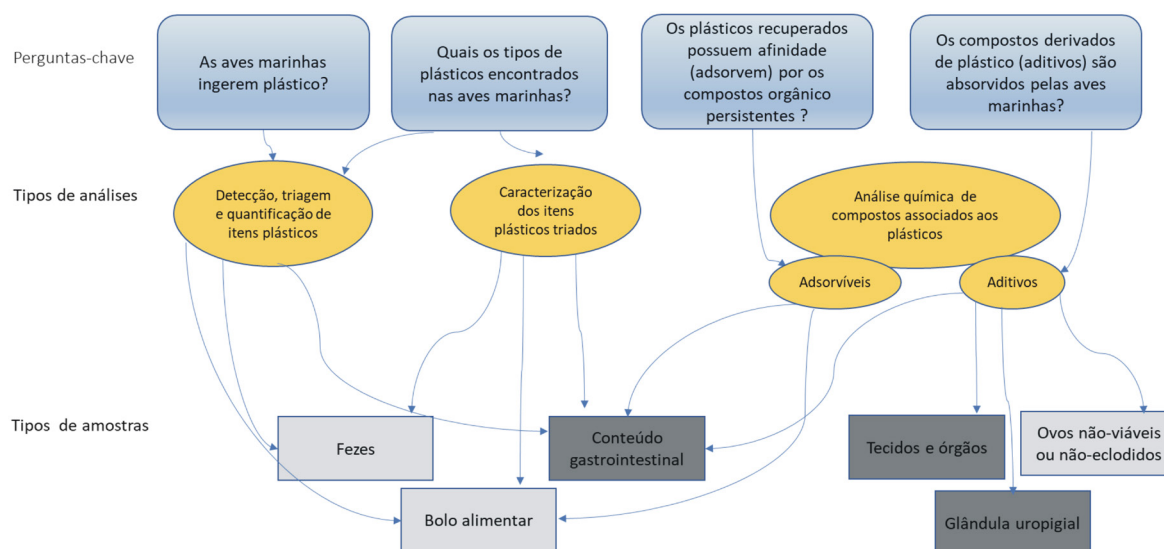 Perguntas-chave
As aves marinhas
ingerem plástico?
Quais os tipos de
plásticos encontrados
nas aves marinhas?
Os plásticos recuperados
possuem afinidade
(adsorvem) por os
compostos orgânico
persistentes ?
Os compostos derivados
de plástico (aditivos) são
absorvidos pelas aves
marinhas?
Tipos de análises
Detecção, triagem
e quantificação de
itens plásticos
Caracterização
dos itens
plásticos triados
Análise química de
compostos associados aos
plásticos
Adsorvíveis
Aditivos
Tipos de amostras
Fezes
Conteúdo
gastrointestinal
Tecidos e órgãos
Ovos não-viáveis
ou não-eclodidos
Bolo alimentar
Glândula uropigial